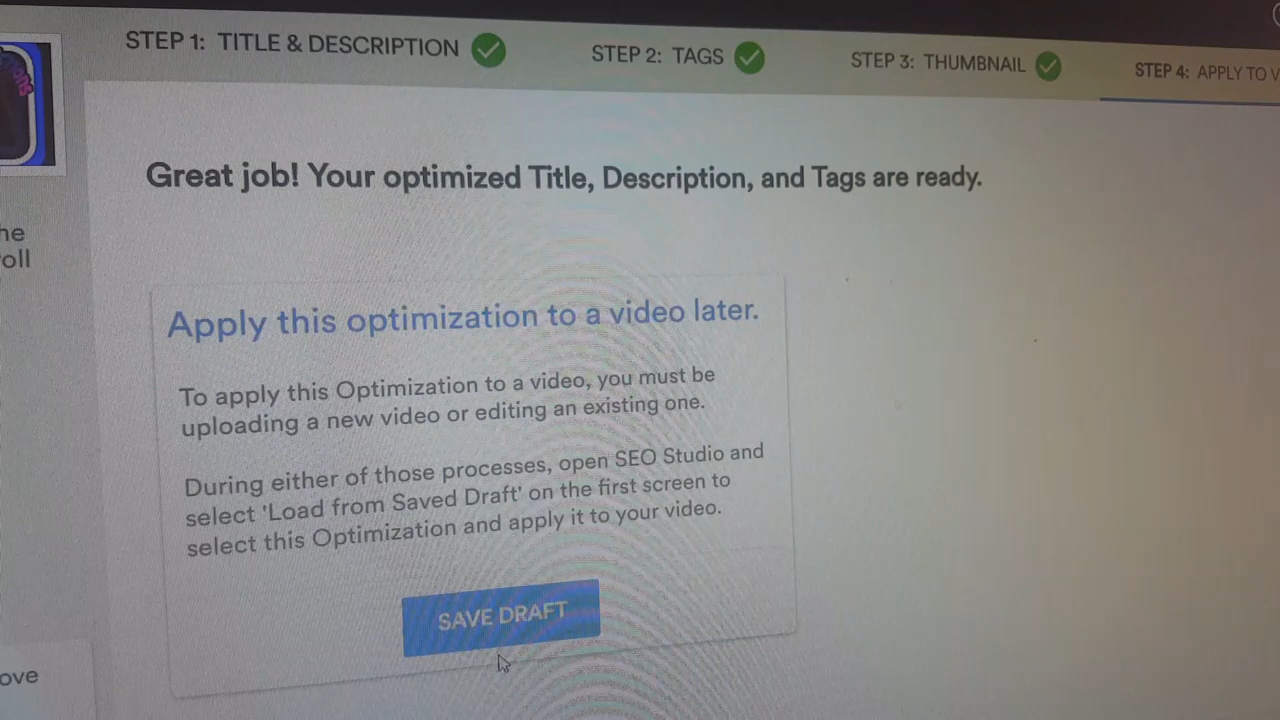 STEP 1: TITLE & DESCRIPTION
STEP 2: TAGS
STEP 3: THUMBNAIL
STEP 4: APPLY TO
Great job! Your optimized Title, Description, and Tags are ready.
Apply this optimization to a video later.
To apply this Optimization to a video, you must be
uploading a new video or editing an existing one.
During either of those processes, open SEO Studio and
select 'Load from Saved Draft' on the first screen to
select this Optimization and apply it to your video.
SAVE DRAFT